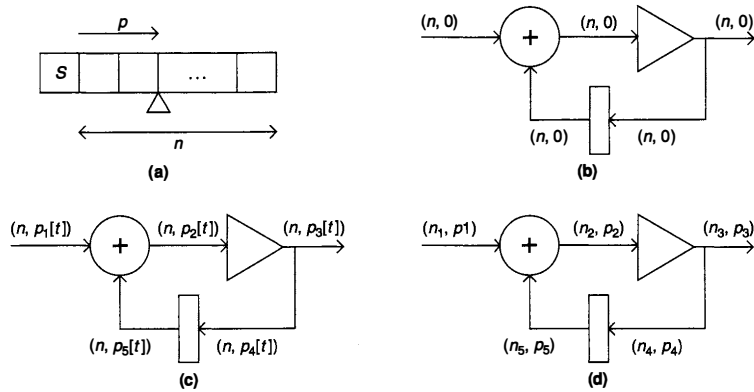 p
S ...
n
(a)
(n, 0) (n, 0) (n, 0)
+
(n, 0) (n, 0)
(b)
(n, p₁[t]) (n, p₂[t]) (n, p₃[t])
+
(n, p₅[t]) (n, p₄[t])
(c)
(n₁, p1) (n₂, p₂) (n₃, p₃)
+
(n₅, p₅) (n₄, p₄)
(d)